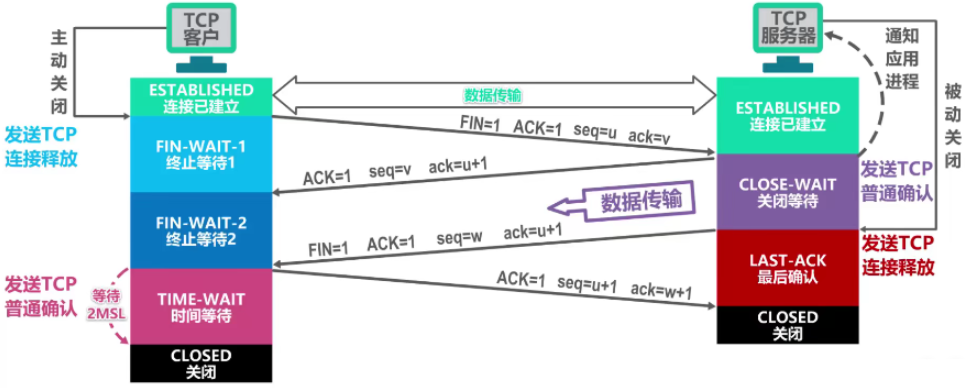 TCP
客户
TCP
服务器
主动关闭
通知应用进程
被动关闭
ESTABLISHED
连接已建立
数据传输
ESTABLISHED
连接已建立
发送TCP
连接释放
FIN=1 ACK=1 seq=u ack=v
FIN-WAIT-1
终止等待1
ACK=1 seq=v ack=u+1
CLOSE-WAIT
关闭等待
发送TCP
普通确认
数据传输
FIN-WAIT-2
终止等待2
FIN=1 ACK=1 seq=w ack=u+1
LAST-ACK
最后确认
发送TCP
连接释放
发送TCP
普通确认
等待
2MSL
TIME-WAIT
时间等待
ACK=1 seq=u+1 ack=w+1
CLOSED
关闭
CLOSED
关闭